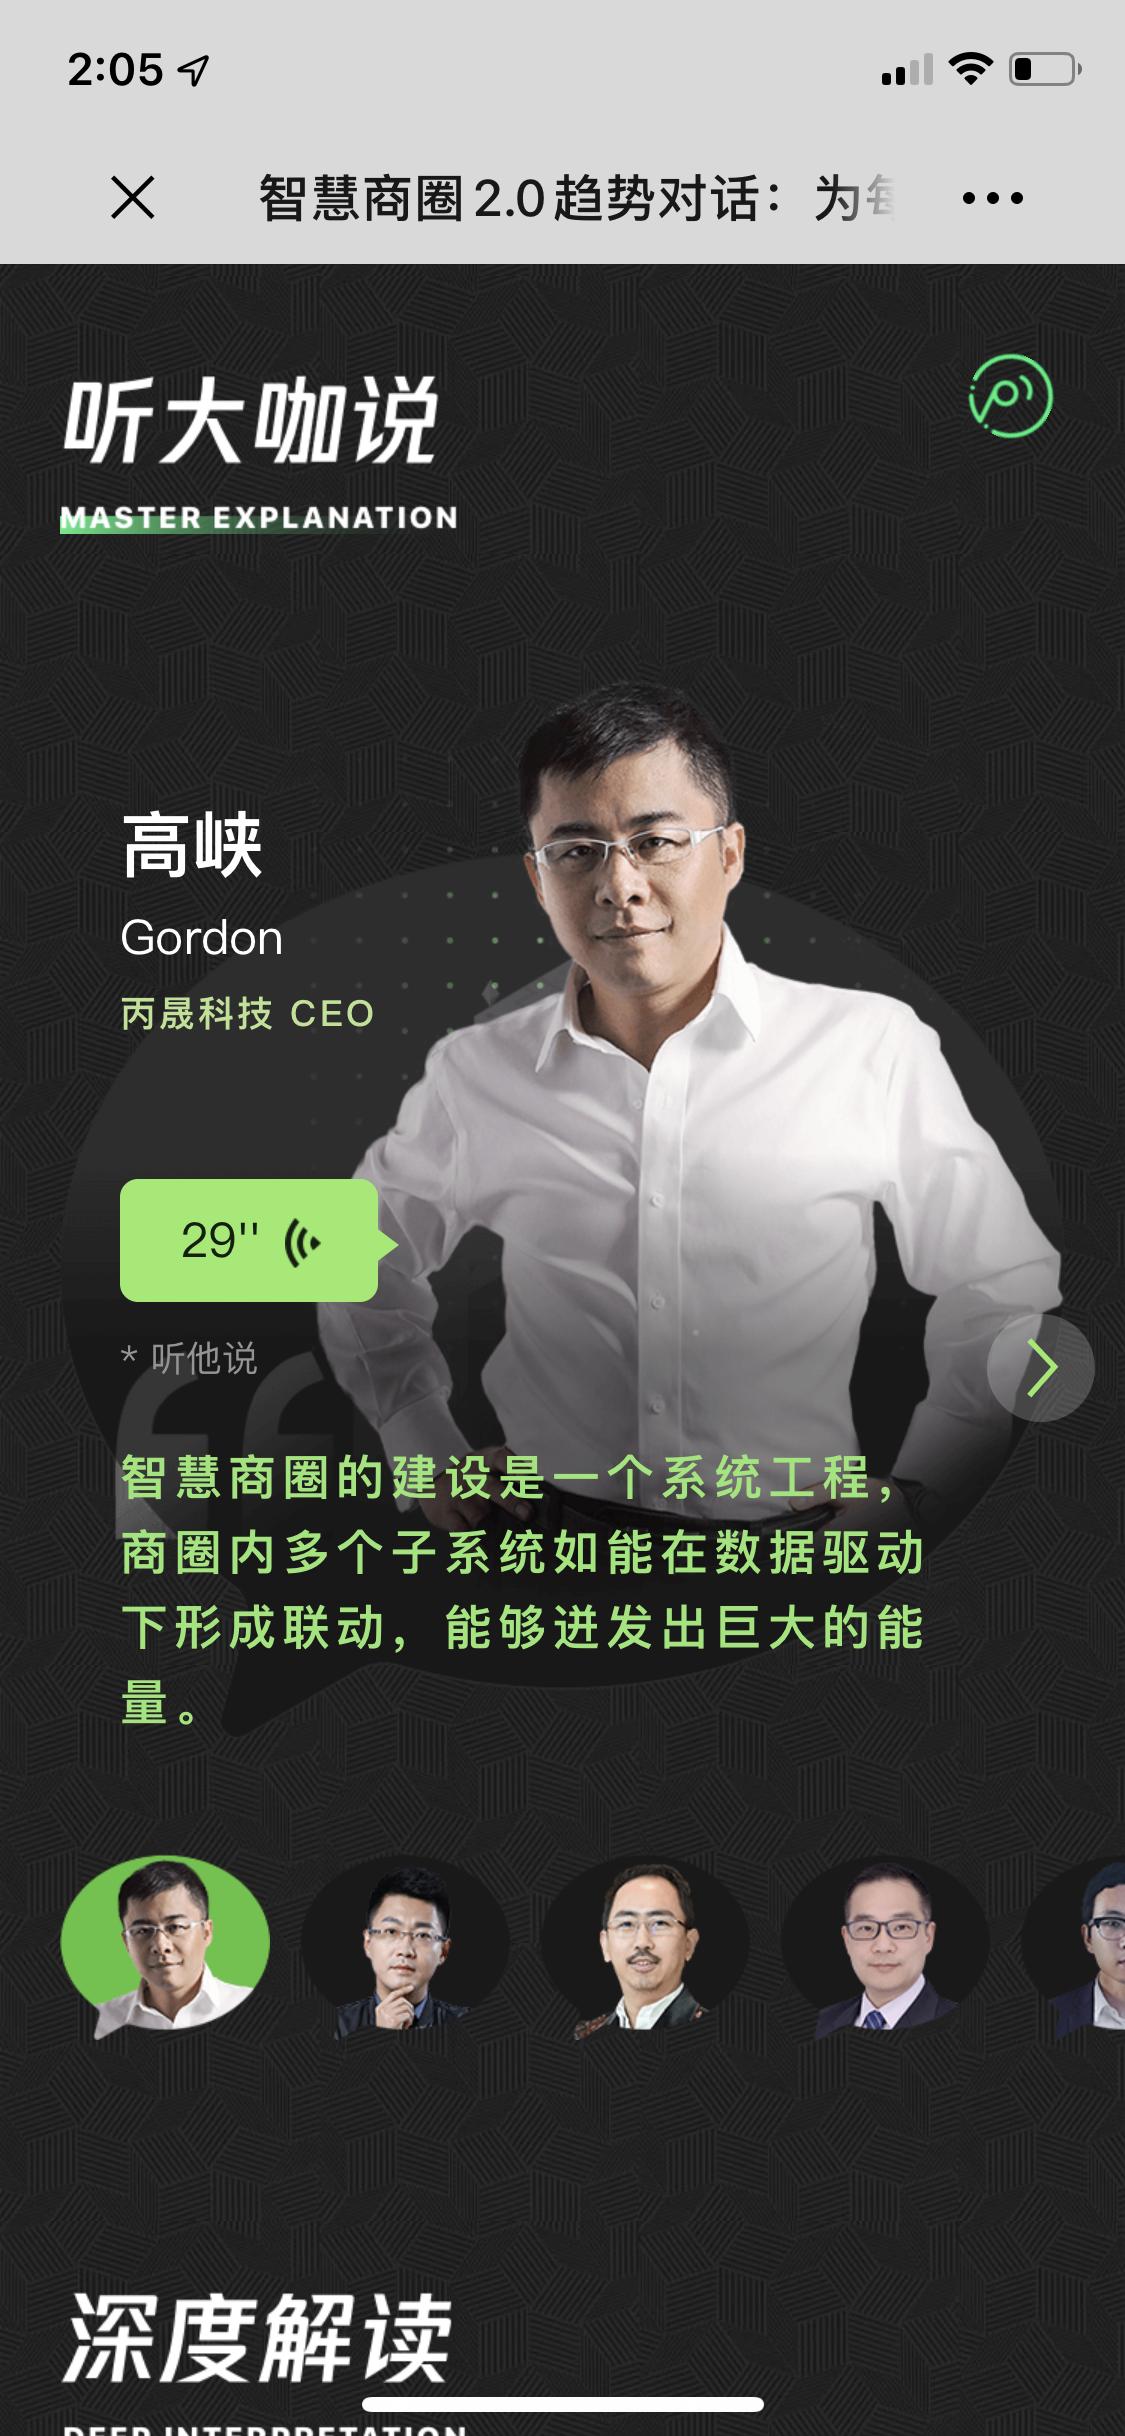 2:05
智慧商圈2.0趋势对话：为每
听大咖说
MASTER EXPLANATION
高峡
Gordon
丙晟科技 CEO
29''
* 听他说
智慧商圈的建设是一个系统工程，
商圈内多个子系统如能在数据驱动
下形成联动，能够迸发出巨大的能
量。
深度解读
DEEP INTERPRETATION